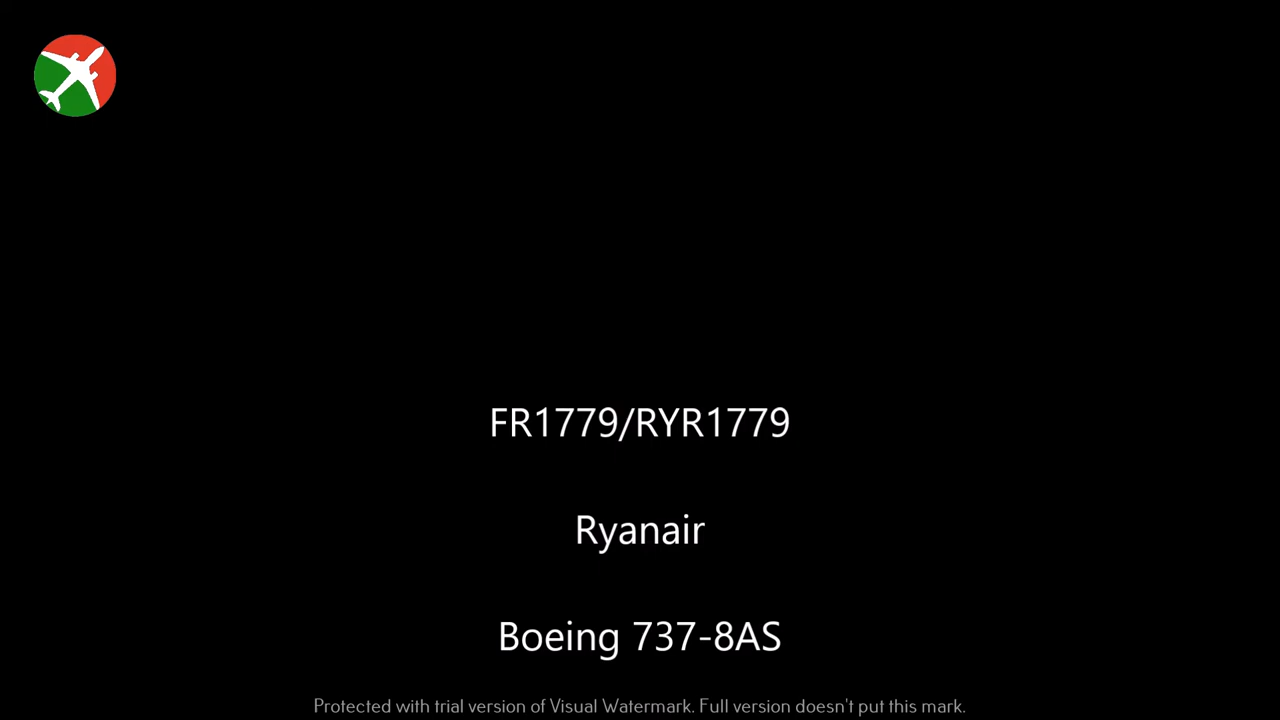 FR1779/RYR1779
Ryanair
Boeing 737-8AS
Protected with trial version of Visual Watermark. Full version doesn't put this mark.